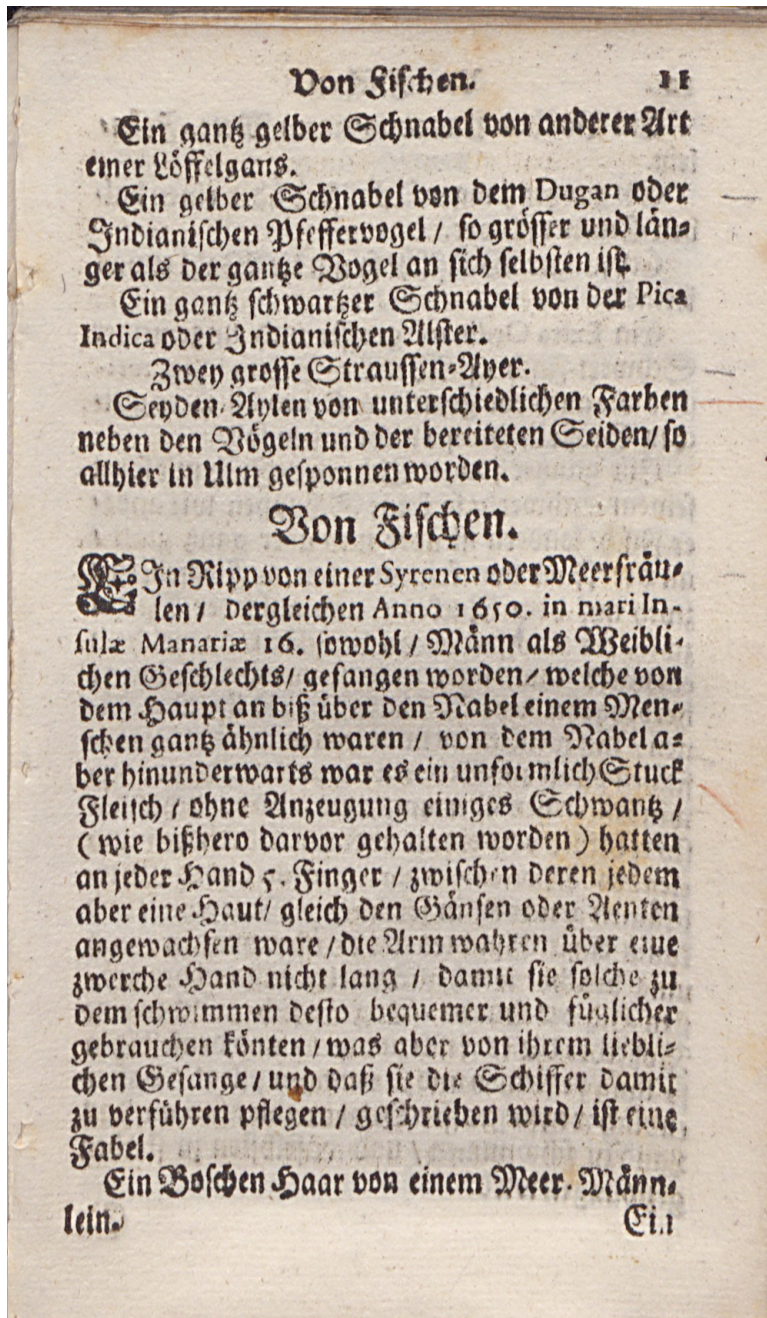 Von Fischen. 11
Ein gantz gelber Schnabel von anderer Art
einer Löffelgans.
Ein gelber Schnabel von dem Dugan oder
Indianischen Pfeffervogel / so grösser und län-
ger als der gantze Vogel an sich selbsten ist.
Ein gantz schwartzer Schnabel von der Pica
Indica oder Indianischen Alster.
Zwey grosse Straussen-Ayer.
Seyden-Aylen von unterschiedlichen Farben
neben den Vögeln und der bereiteten Seiden / so
allhier in Ulm gesponnen worden.
Von Fischen.
EIn Ripp von einer Syrenen oder Meerfräu-
len / dergleichen Anno 1650. in mari In-
sulæ Manariæ 16. sowohl / Männ als Weibli-
chen Geschlechts / gefangen worden / welche von
dem Haupt an biß über den Nabel einem Men-
schen gantz ähnlich waren / von dem Nabel a-
ber hinunderwarts war es ein unformlich Stuck
Fleisch / ohne Anzeugung einiges Schwantz /
( wie bißhero darvor gehalten worden ) hatten
an jeder Hand 5. Finger / zwischen deren jedem
aber eine Haut / gleich den Gänsen oder Aenten
angewachsen ware / die Arm wahren über eine
zwerche Hand nicht lang / damit sie solche zu
dem schwimmen desto bequemer und füglicher
gebrauchen könten / was aber von ihrem liebli-
chen Gesange / und daß sie die Schiffer damit
zu verführen pflegen / geschrieben wird / ist eine
Fabel.
Ein Boschen Haar von einem Meer-Männ-
lein. Ein